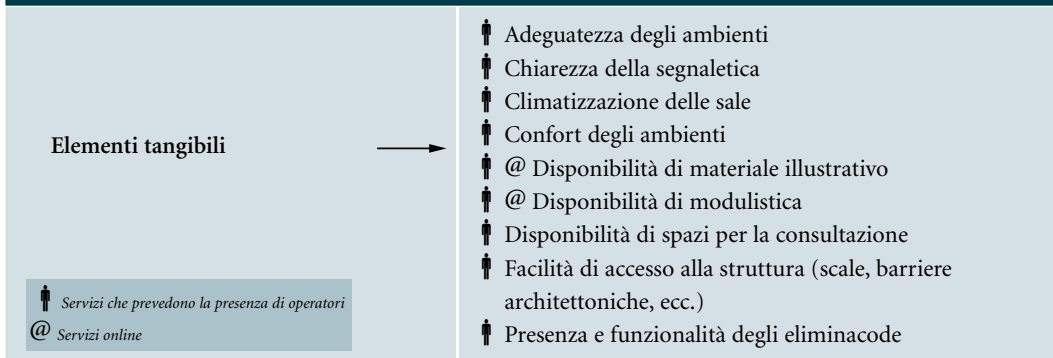 Elementi tangibili
Adeguatezza degli ambienti
Chiarezza della segnaletica
Climatizzazione delle sale
Confort degli ambienti
@ Disponibilità di materiale illustrativo
@ Disponibilità di modulistica
Disponibilità di spazi per la consultazione
Facilità di accesso alla struttura (scale, barriere
architettoniche, ecc.)
Presenza e funzionalità degli eliminacode
Servizi che prevedono la presenza di operatori
@ Servizi online